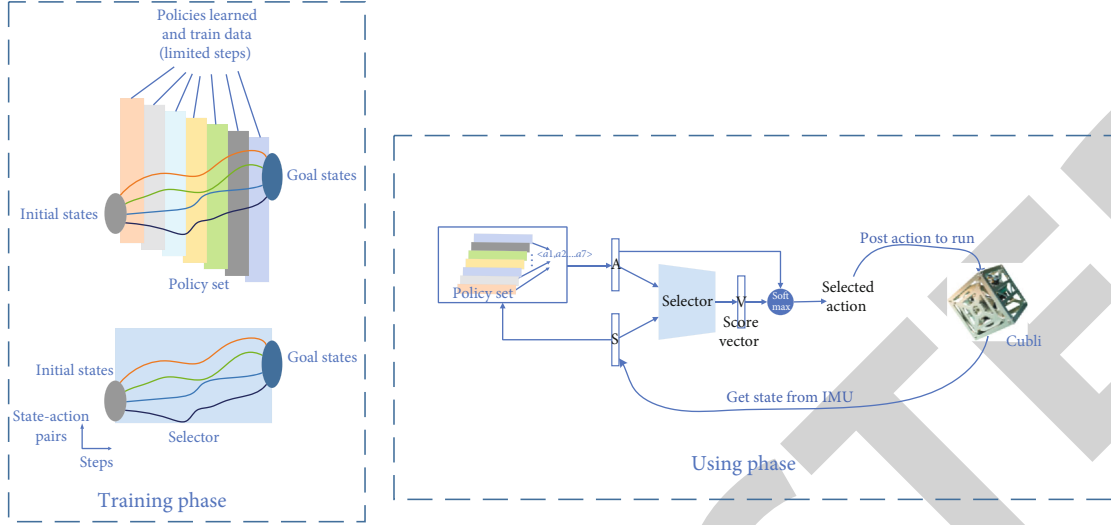 Policies learned
and train data
(limited steps)
Goal states
Initial states
Policy set
Initial states
Goal states
State-action
pairs
Selector
Steps
Training phase
<a1,a2...a7>
Policy set
A
S
Selector
V
Score
vector
Soft
max
Selected
action
Post action to run
Cubli
Get state from IMU
Using phase